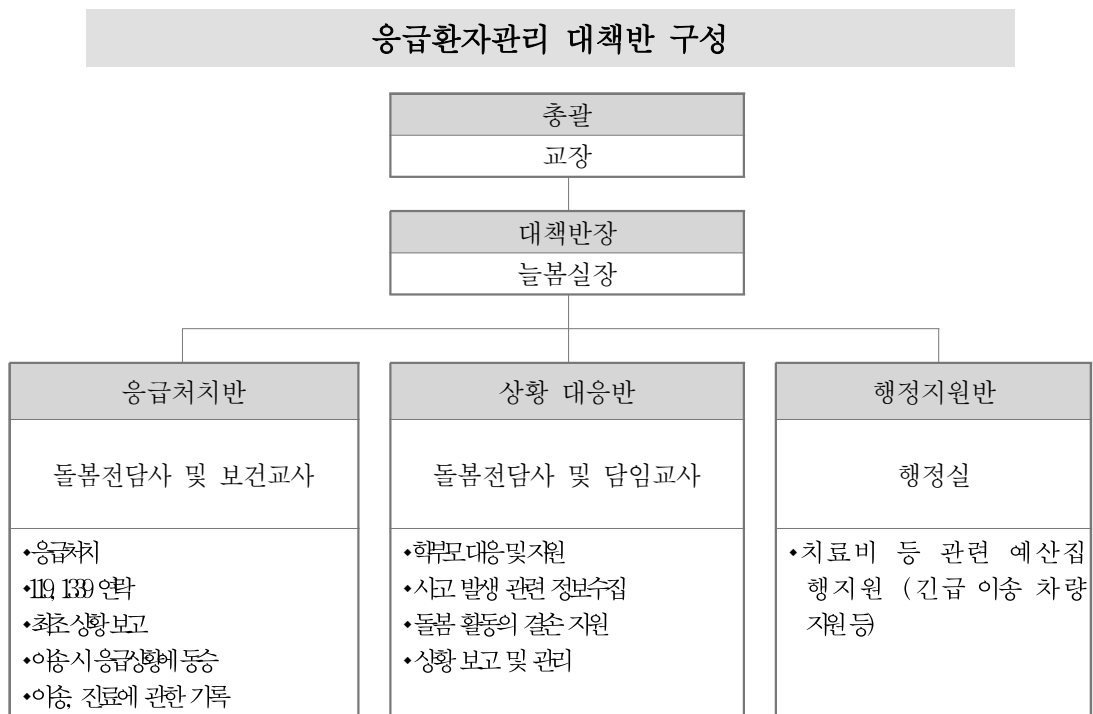 응급환자관리 대책반 구성
총괄
교장
대책반장
늘봄실장
응급처치반
돌봄전담사 및 보건교사
◆응급처치
◆119, 1339 연락
◆최초 상황 보고
◆이송 시 응급상황에 동승
◆이송, 진료에 관한 기록
상황 대응반
돌봄전담사 및 담임교사
◆학부모 대응 및 지원
◆사고 발생 관련 정보수집
◆돌봄 활동의 결손 지원
◆상황 보고 및 관리
행정지원반
행정실
◆치료비 등 관련 예산집
행지원 (긴급 이송 차량
지원 등)